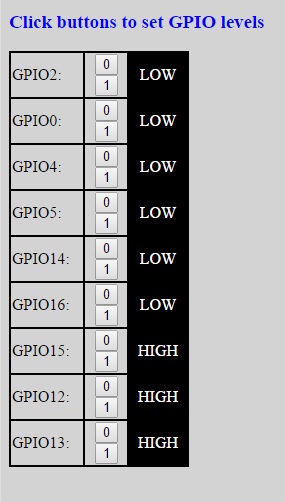 Click buttons to set GPIO levels
GPIO2: 0 1 LOW
GPIO0: 0 1 LOW
GPIO4: 0 1 LOW
GPIO5: 0 1 LOW
GPIO14: 0 1 LOW
GPIO16: 0 1 LOW
GPIO15: 0 1 HIGH
GPIO12: 0 1 HIGH
GPIO13: 0 1 HIGH